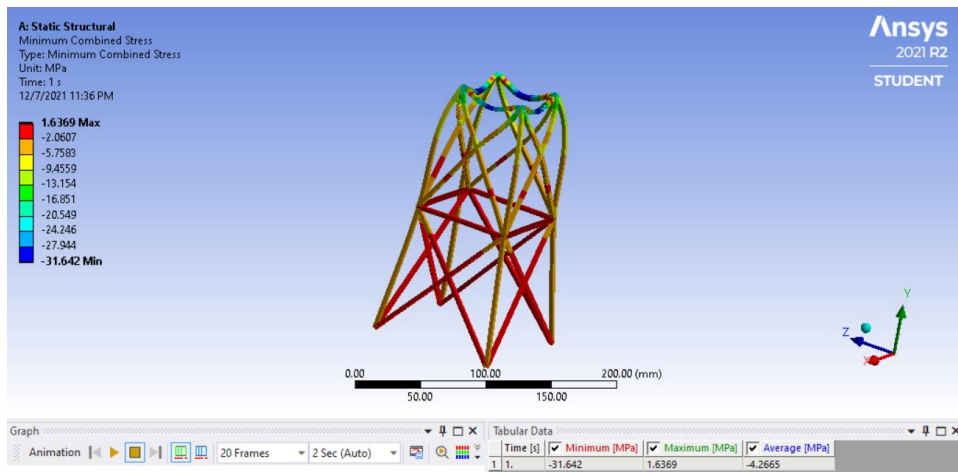 A: Static Structural
Minimum Combined Stress
Type: Minimum Combined Stress
Unit: MPa
Time: 1 s
12/7/2021 11:36 PM
1.6369 Max
-2.0607
-5.7583
-9.4559
-13.154
-16.851
-20.549
-24.246
-27.944
-31.642 Min
Ansys
2021 R2
STUDENT
Y
Z
X
0.00 100.00 200.00 (mm)
50.00 150.00
Graph
Animation 20 Frames 2 Sec (Auto)
Tabular Data
Time [s] Minimum [MPa] Maximum [MPa] Average [MPa]
1 1. -31.642 1.6369 -4.2665